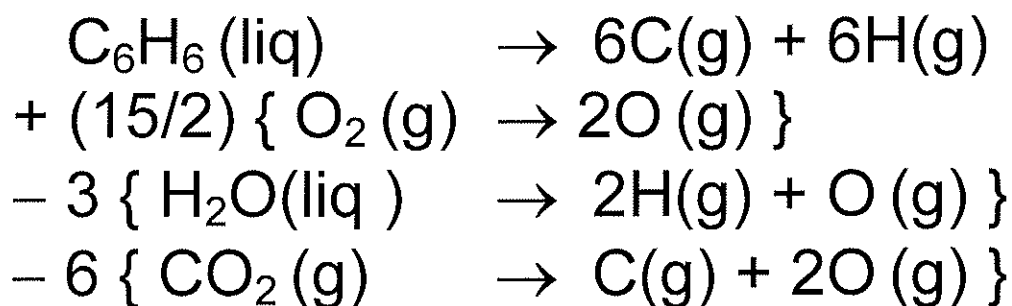 C₆H₆ (liq) → 6C(g) + 6H(g)
+ (15/2) { O₂ (g) → 2O (g) }
– 3 { H₂O(liq ) → 2H(g) + O (g) }
– 6 { CO₂ (g) → C(g) + 2O (g) }